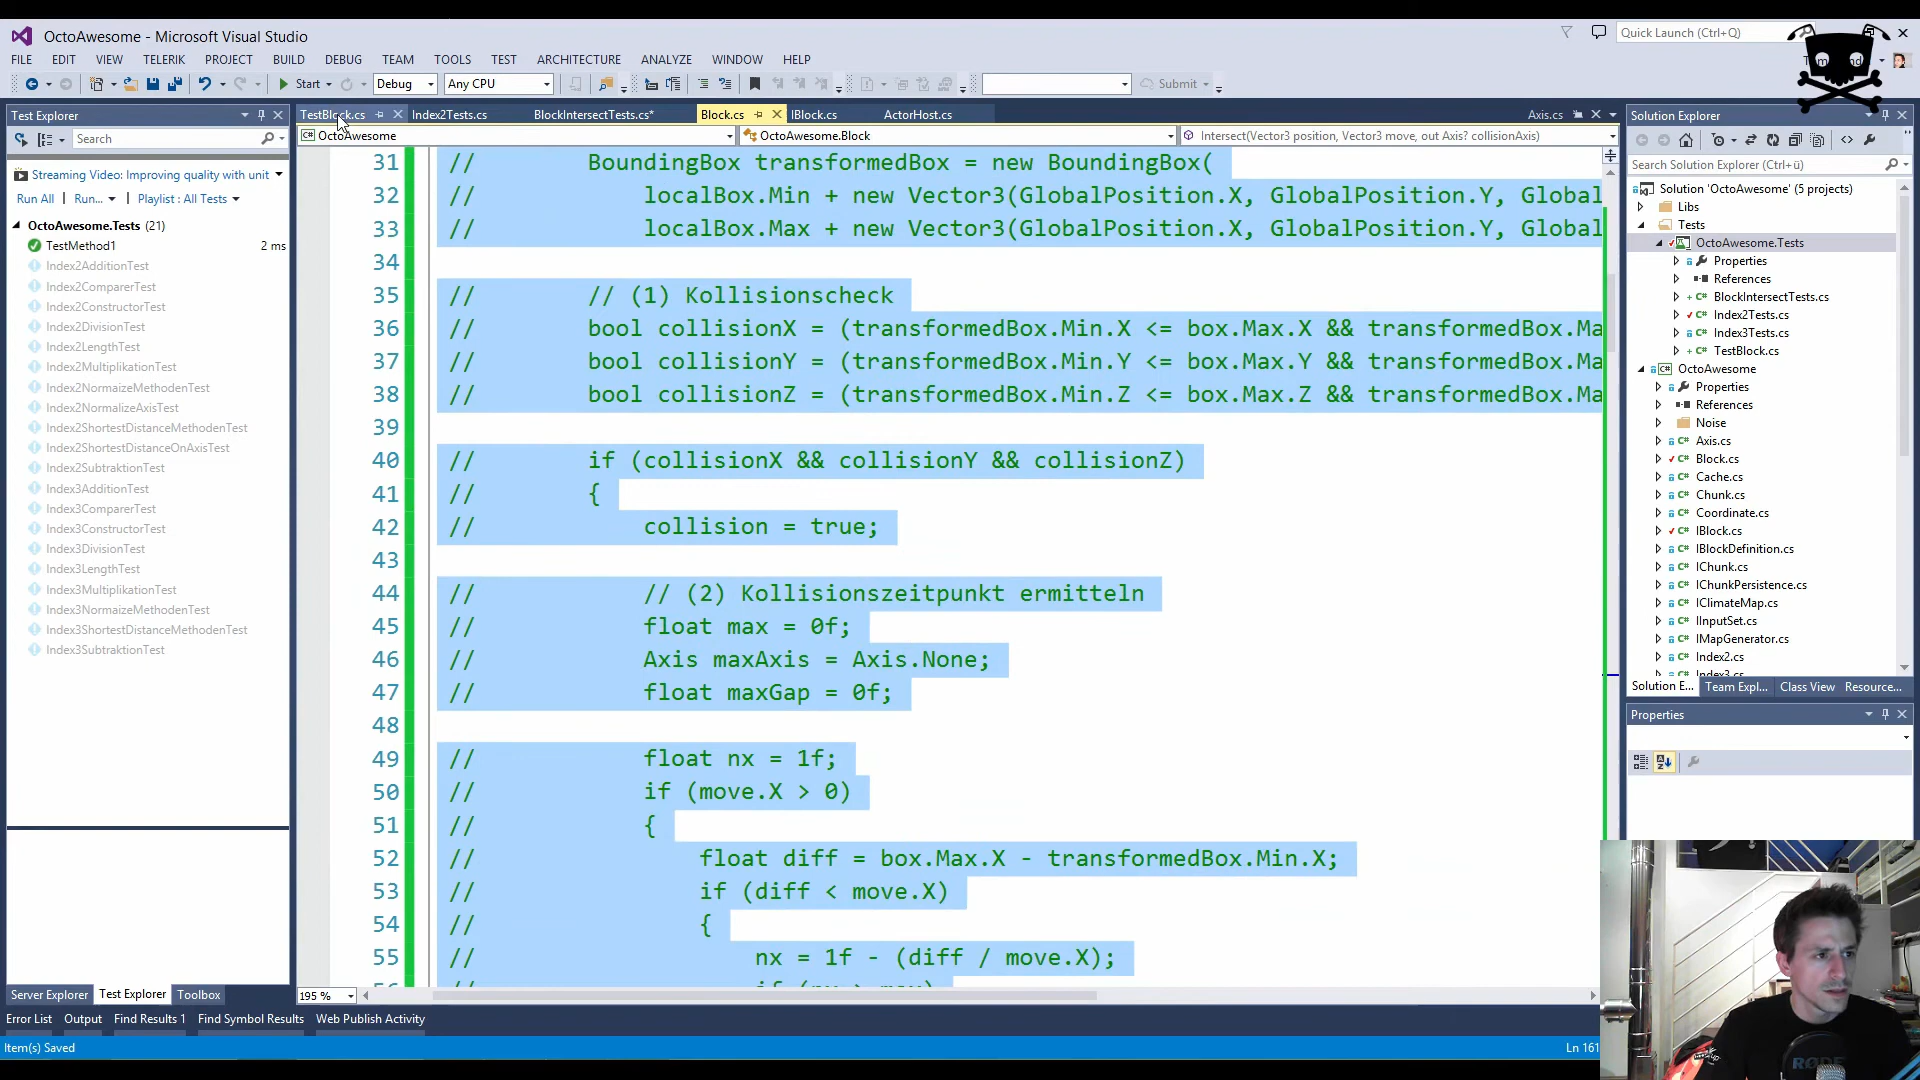 OctoAwesome - Microsoft Visual Studio
Quick Launch (Ctrl+Q)
FILE EDIT VIEW TELERIK PROJECT BUILD DEBUG TEAM TOOLS TEST ARCHITECTURE ANALYZE WINDOW HELP
Start Debug Any CPU Submit
Test Explorer
Search
Streaming Video: Improving quality with unit
Run All | Run... | Playlist : All Tests
OctoAwesome.Tests (21)
TestMethod1 2 ms
Index2AdditionTest
Index2ComparerTest
Index2ConstructorTest
Index2DivisionTest
Index2LengthTest
Index2MultiplikationTest
Index2NormaizeMethodenTest
Index2NormalizeAxisTest
Index2ShortestDistanceMethodenTest
Index2ShortestDistanceOnAxisTest
Index2SubtraktionTest
Index3AdditionTest
Index3ComparerTest
Index3ConstructorTest
Index3DivisionTest
Index3LengthTest
Index3MultiplikationTest
Index3NormaizeMethodenTest
Index3ShortestDistanceMethodenTest
Index3SubtraktionTest
Server Explorer Test Explorer Toolbox
TestBlock.cs Index2Tests.cs BlockIntersectTests.cs* Block.cs IBlock.cs ActorHost.cs Axis.cs
OctoAwesome OctoAwesome.Block Intersect(Vector3 position, Vector3 move, out Axis? collisionAxis)
31 // BoundingBox transformedBox = new BoundingBox(
32 // localBox.Min + new Vector3(GlobalPosition.X, GlobalPosition.Y, Global
33 // localBox.Max + new Vector3(GlobalPosition.X, GlobalPosition.Y, Global
34
35 // // (1) Kollisionscheck
36 // bool collisionX = (transformedBox.Min.X <= box.Max.X && transformedBox.Ma
37 // bool collisionY = (transformedBox.Min.Y <= box.Max.Y && transformedBox.Ma
38 // bool collisionZ = (transformedBox.Min.Z <= box.Max.Z && transformedBox.Ma
39
40 // if (collisionX && collisionY && collisionZ)
41 // {
42 // collision = true;
43
44 // // (2) Kollisionszeitpunkt ermitteln
45 // float max = 0f;
46 // Axis maxAxis = Axis.None;
47 // float maxGap = 0f;
48
49 // float nx = 1f;
50 // if (move.X > 0)
51 // {
52 // float diff = box.Max.X - transformedBox.Min.X;
53 // if (diff < move.X)
54 // {
55 // nx = 1f - (diff / move.X);
195 %
Solution Explorer
Search Solution Explorer (Ctrl+ü)
Solution 'OctoAwesome' (5 projects)
Libs
Tests
OctoAwesome.Tests
Properties
References
BlockIntersectTests.cs
Index2Tests.cs
Index3Tests.cs
TestBlock.cs
OctoAwesome
Properties
References
Noise
Axis.cs
Block.cs
Cache.cs
Chunk.cs
Coordinate.cs
IBlock.cs
IBlockDefinition.cs
IChunk.cs
IChunkPersistence.cs
IClimateMap.cs
IInputSet.cs
IMapGenerator.cs
Index2.cs
Index3.cs
Solution E... Team Expl... Class View Resource...
Properties
Error List Output Find Results 1 Find Symbol Results Web Publish Activity
Item(s) Saved Ln 161